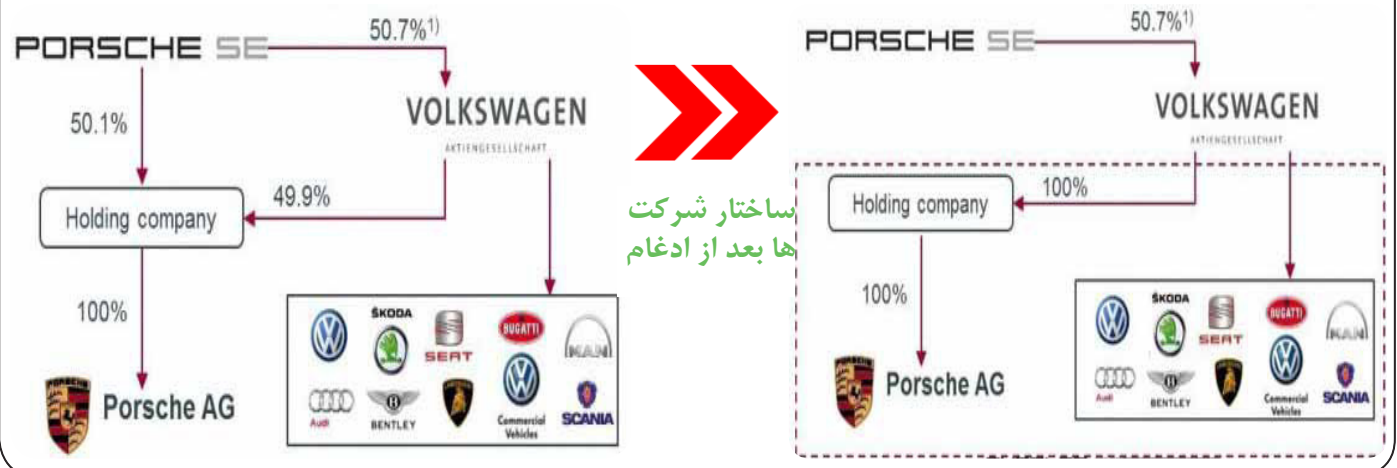 PORSCHE SE
50.7%1)
VOLKSWAGEN
AKTIENGESELLSCHAFT
50.1%
49.9%
Holding company
100%
Porsche AG
PORSCHE
ŠKODA
SEAT
BUGATTI
MAN
Audi
BENTLEY
Commercial
Vehicles
SCANIA
ساختار شرکت
ها بعد از ادغام
PORSCHE SE
50.7%1)
VOLKSWAGEN
AKTIENGESELLSCHAFT
100%
Holding company
100%
Porsche AG
ŠKODA
SEAT
BUGATTI
MAN
Audi
BENTLEY
Commercial
Vehicles
SCANIA